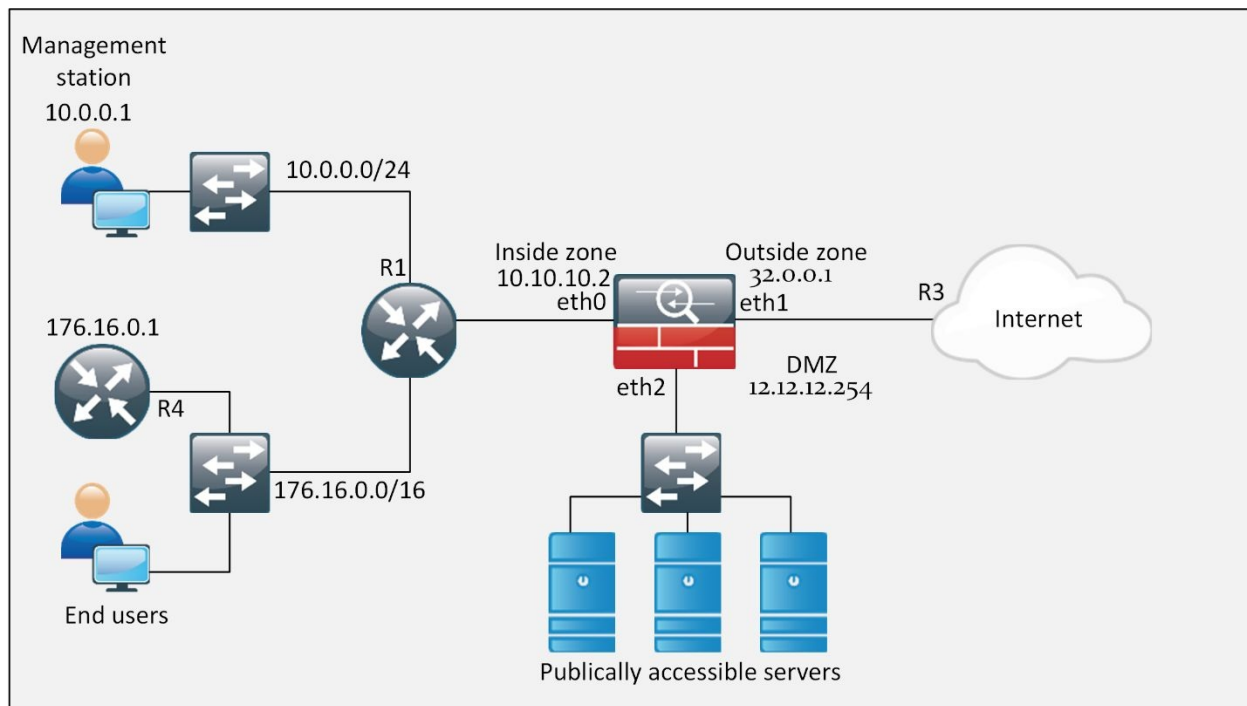 Management
station
10.0.0.1
10.0.0.0/24
R1
Inside zone
10.10.10.2
eth0
Outside zone
32.0.0.1
eth1
R3
Internet
176.16.0.1
R4
176.16.0.0/16
End users
eth2
DMZ
12.12.12.254
Publically accessible servers